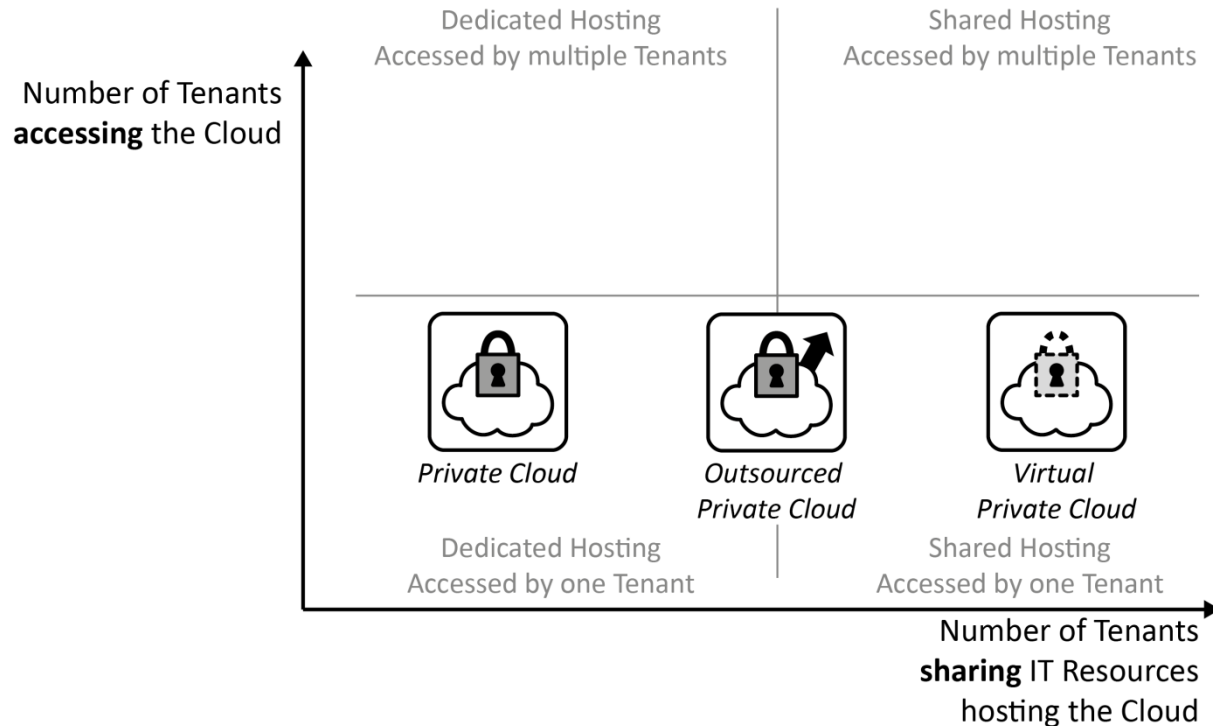 Dedicated Hosting
Accessed by multiple Tenants
Shared Hosting
Accessed by multiple Tenants
Number of Tenants
accessing the Cloud
Private Cloud
Outsourced
Private Cloud
Virtual
Private Cloud
Dedicated Hosting
Accessed by one Tenant
Shared Hosting
Accessed by one Tenant
Number of Tenants
sharing IT Resources
hosting the Cloud